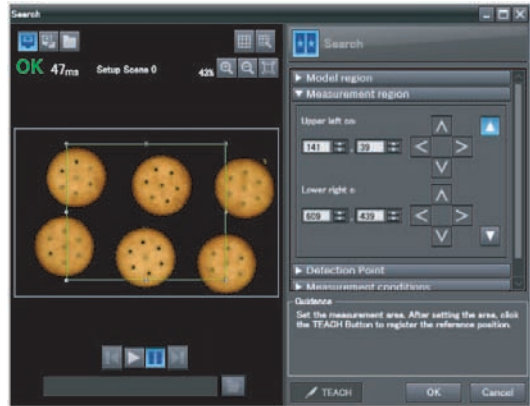 Search
OK 47ms Setup Scene 0 42%
Search
Model region
Measurement region
Upper left on
141 , 39
Lower right o
609 , 439
Detection Point
Measurement conditions
Guidance
Set the measurement area. After setting the area, click
the TEACH Button to register the reference position.
TEACH OK Cancel